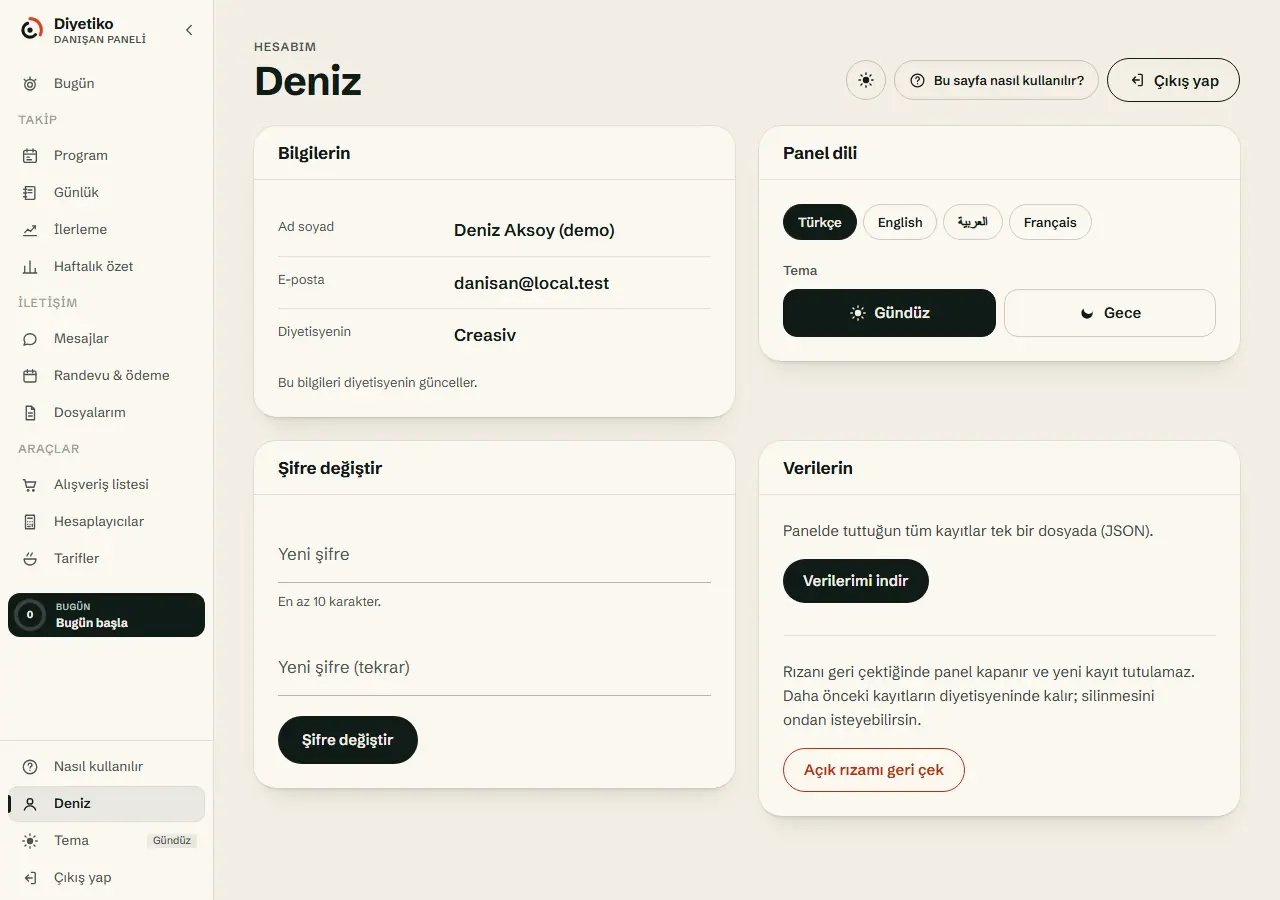 Diyetiko
DANIŞAN PANELİ
Bugün
TAKİP
Program
Günlük
İlerleme
Haftalık özet
İLETİŞİM
Mesajlar
Randevu & ödeme
Dosyalarım
ARAÇLAR
Alışveriş listesi
Hesaplayıcılar
Tarifler
0
BUGÜN
Bugün başla
Nasıl kullanılır
Deniz
Tema
Gündüz
Çıkış yap
HESABIM
Deniz
Bu sayfa nasıl kullanılır?
Çıkış yap
Bilgilerin
Ad soyad
Deniz Aksoy (demo)
E-posta
danisan@local.test
Diyetisyenin
Creasiv
Bu bilgileri diyetisyenin günceller.
Panel dili
Türkçe
English
العربية
Français
Tema
Gündüz
Gece
Şifre değiştir
Yeni şifre
En az 10 karakter.
Yeni şifre (tekrar)
Şifre değiştir
Verilerin
Panelde tuttuğun tüm kayıtlar tek bir dosyada (JSON).
Verilerimi indir
Rızanı geri çektiğinde panel kapanır ve yeni kayıt tutulamaz.
Daha önceki kayıtların diyetisyeninde kalır; silinmesini
ondan isteyebilirsin.
Açık rızamı geri çek